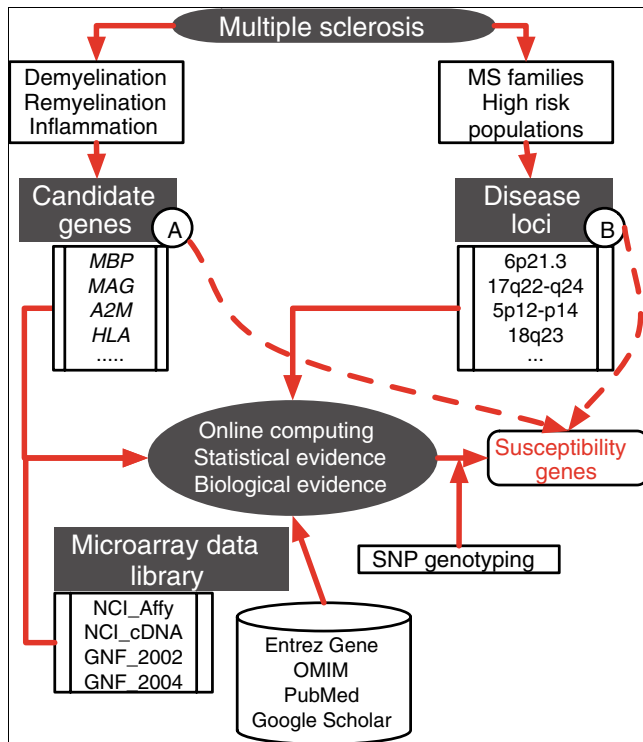 Multiple sclerosis
Demyelination
Remyelination
Inflammation
MS families
High risk
populations
Candidate
genes
A
MBP
MAG
A2M
HLA
.....
Disease
loci
B
6p21.3
17q22-q24
5p12-p14
18q23
...
Online computing
Statistical evidence
Biological evidence
Susceptibility
genes
SNP genotyping
Microarray data
library
NCI_Affy
NCI_cDNA
GNF_2002
GNF_2004
Entrez Gene
OMIM
PubMed
Google Scholar